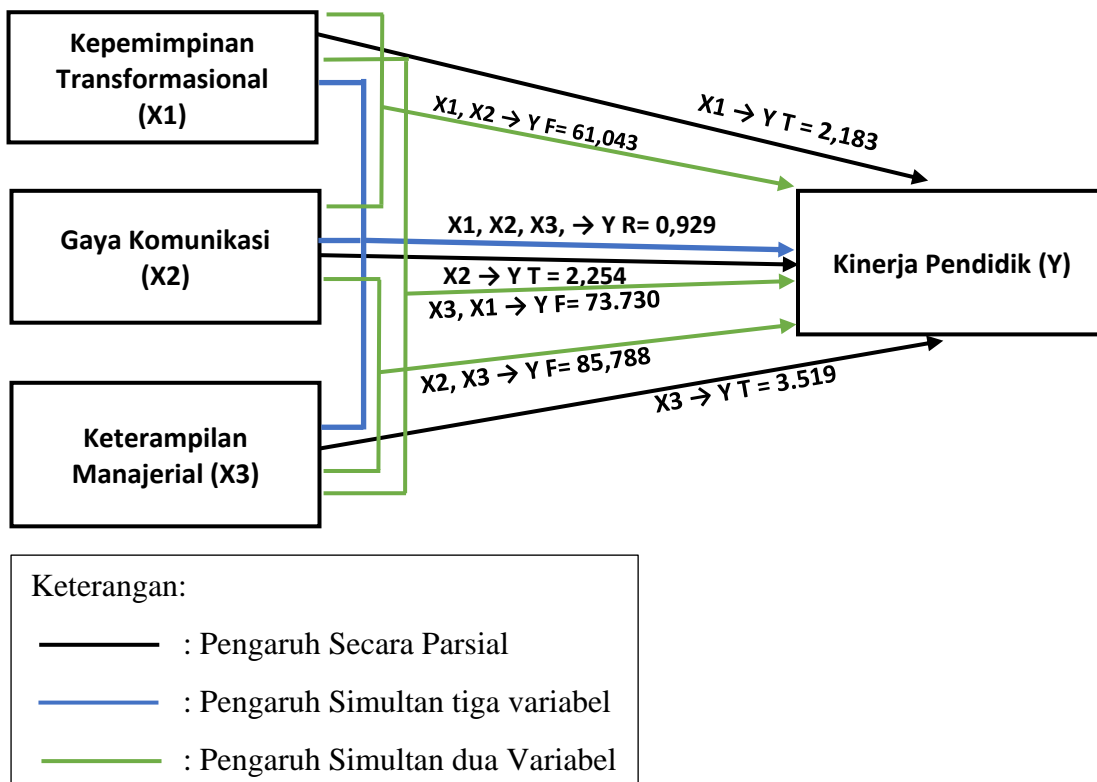 Kepemimpinan
Transformasional
(X1)
X1, X2 → Y F= 61,043
X1 → Y T = 2,183
Gaya Komunikasi
(X2)
X1, X2, X3, → Y R= 0,929
X2 → Y T = 2,254
X3, X1 → Y F= 73.730
Kinerja Pendidik (Y)
X2, X3 → Y F= 85,788
X3 → Y T = 3.519
Keterampilan
Manajerial (X3)
Keterangan:
: Pengaruh Secara Parsial
: Pengaruh Simultan tiga variabel
: Pengaruh Simultan dua Variabel